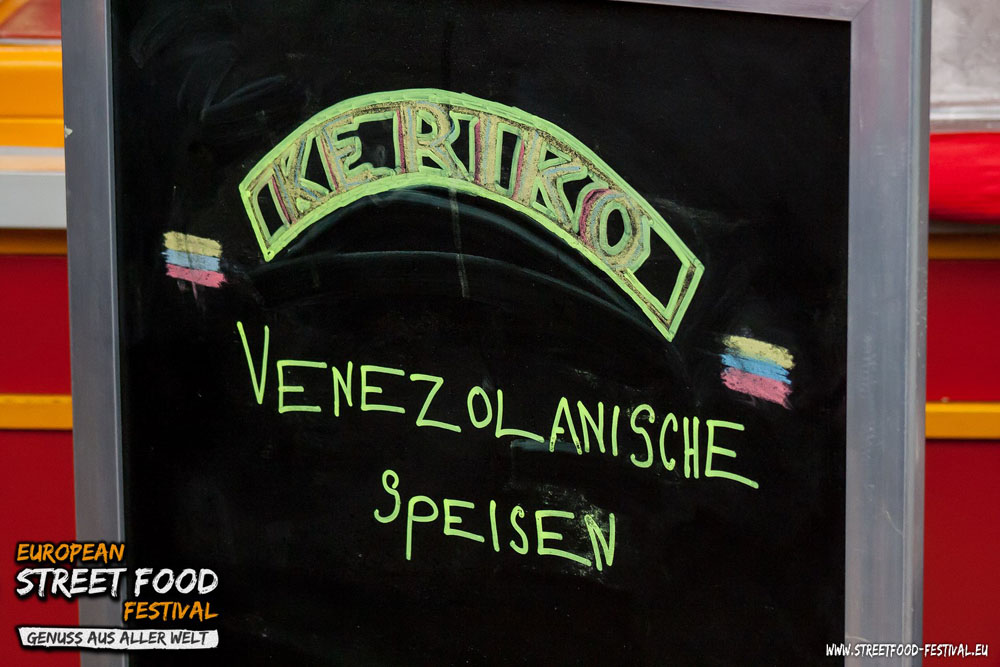 KERIKO
VENEZOLANISCHE
SPEISEN
EUROPEAN
STREET FOOD
FESTIVAL
GENUSS AUS ALLER WELT
WWW.STREETFOOD-FESTIVAL.EU